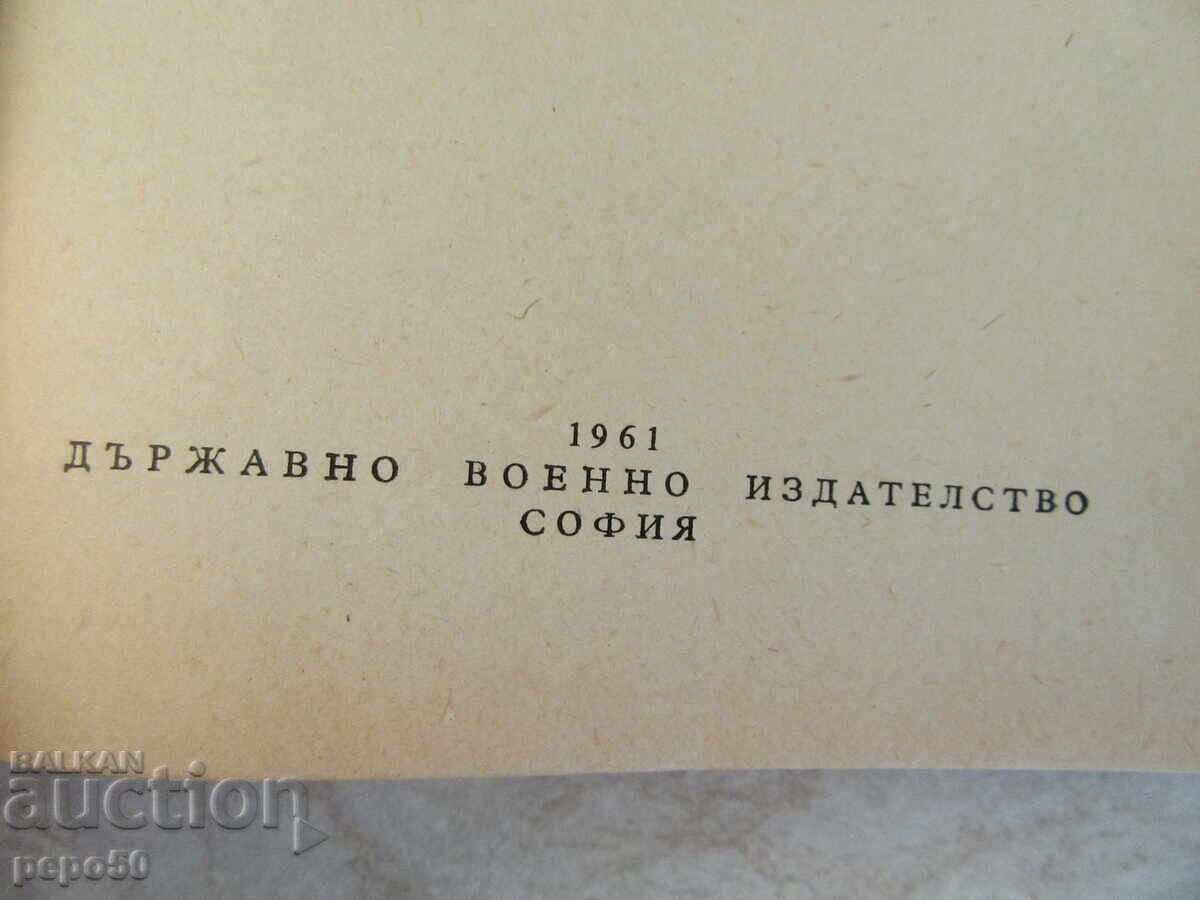 1961
ДЪРЖАВНО ВОЕННО ИЗДАТЕЛСТВО
СОФИЯ
BALKAN
auction
pepo50